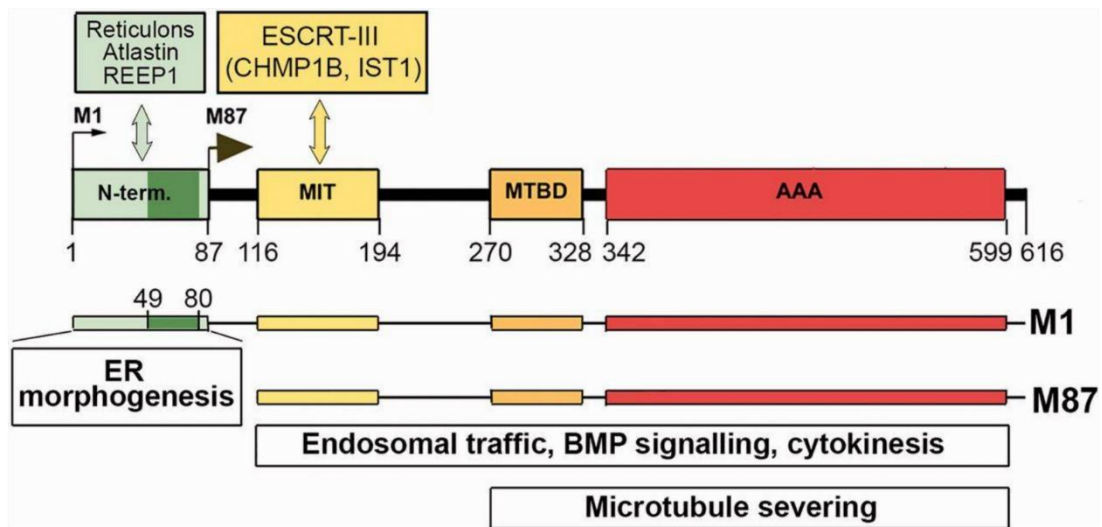 Reticulons
Atlastin
REEP1
ESCRT-III
(CHMP1B, IST1)
M1
M87
N-term.
MIT
MTBD
AAA
1
87
116
194
270
328
342
599
616
49
80
M1
ER
morphogenesis
M87
Endosomal traffic, BMP signalling, cytokinesis
Microtubule severing